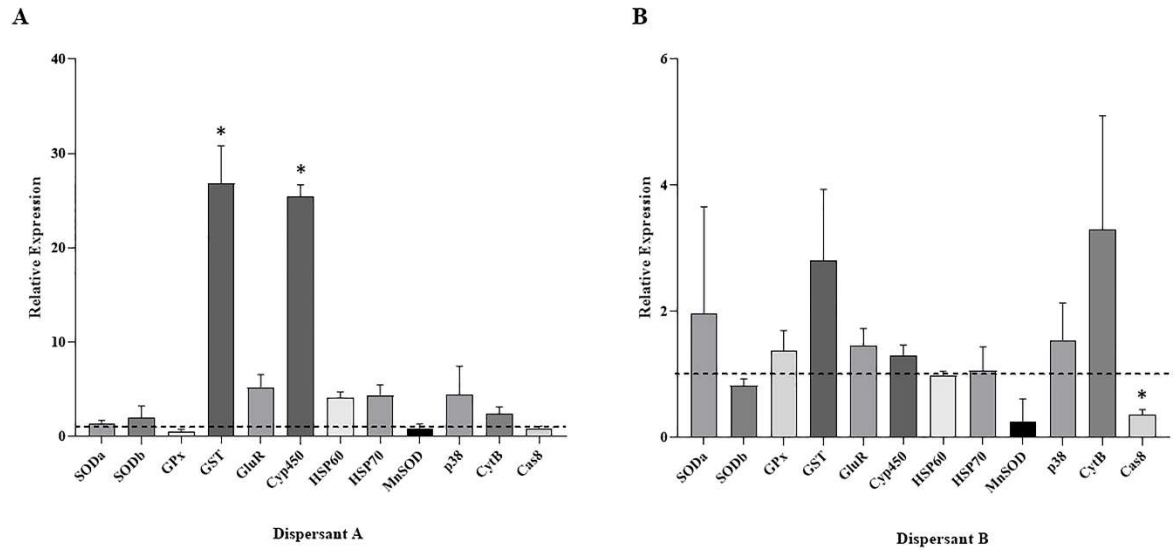 A
Relative Expression
40
30
20
10
0
*
*
SODa
SODb
GPx
GST
GluR
Cyp450
HSP60
HSP70
MnSOD
p38
CytB
Cas8
Dispersant A
B
Relative Expression
6
4
2
0
*
SODa
SODb
GPx
GST
GluR
Cyp450
HSP60
HSP70
MnSOD
p38
CytB
Cas8
Dispersant B